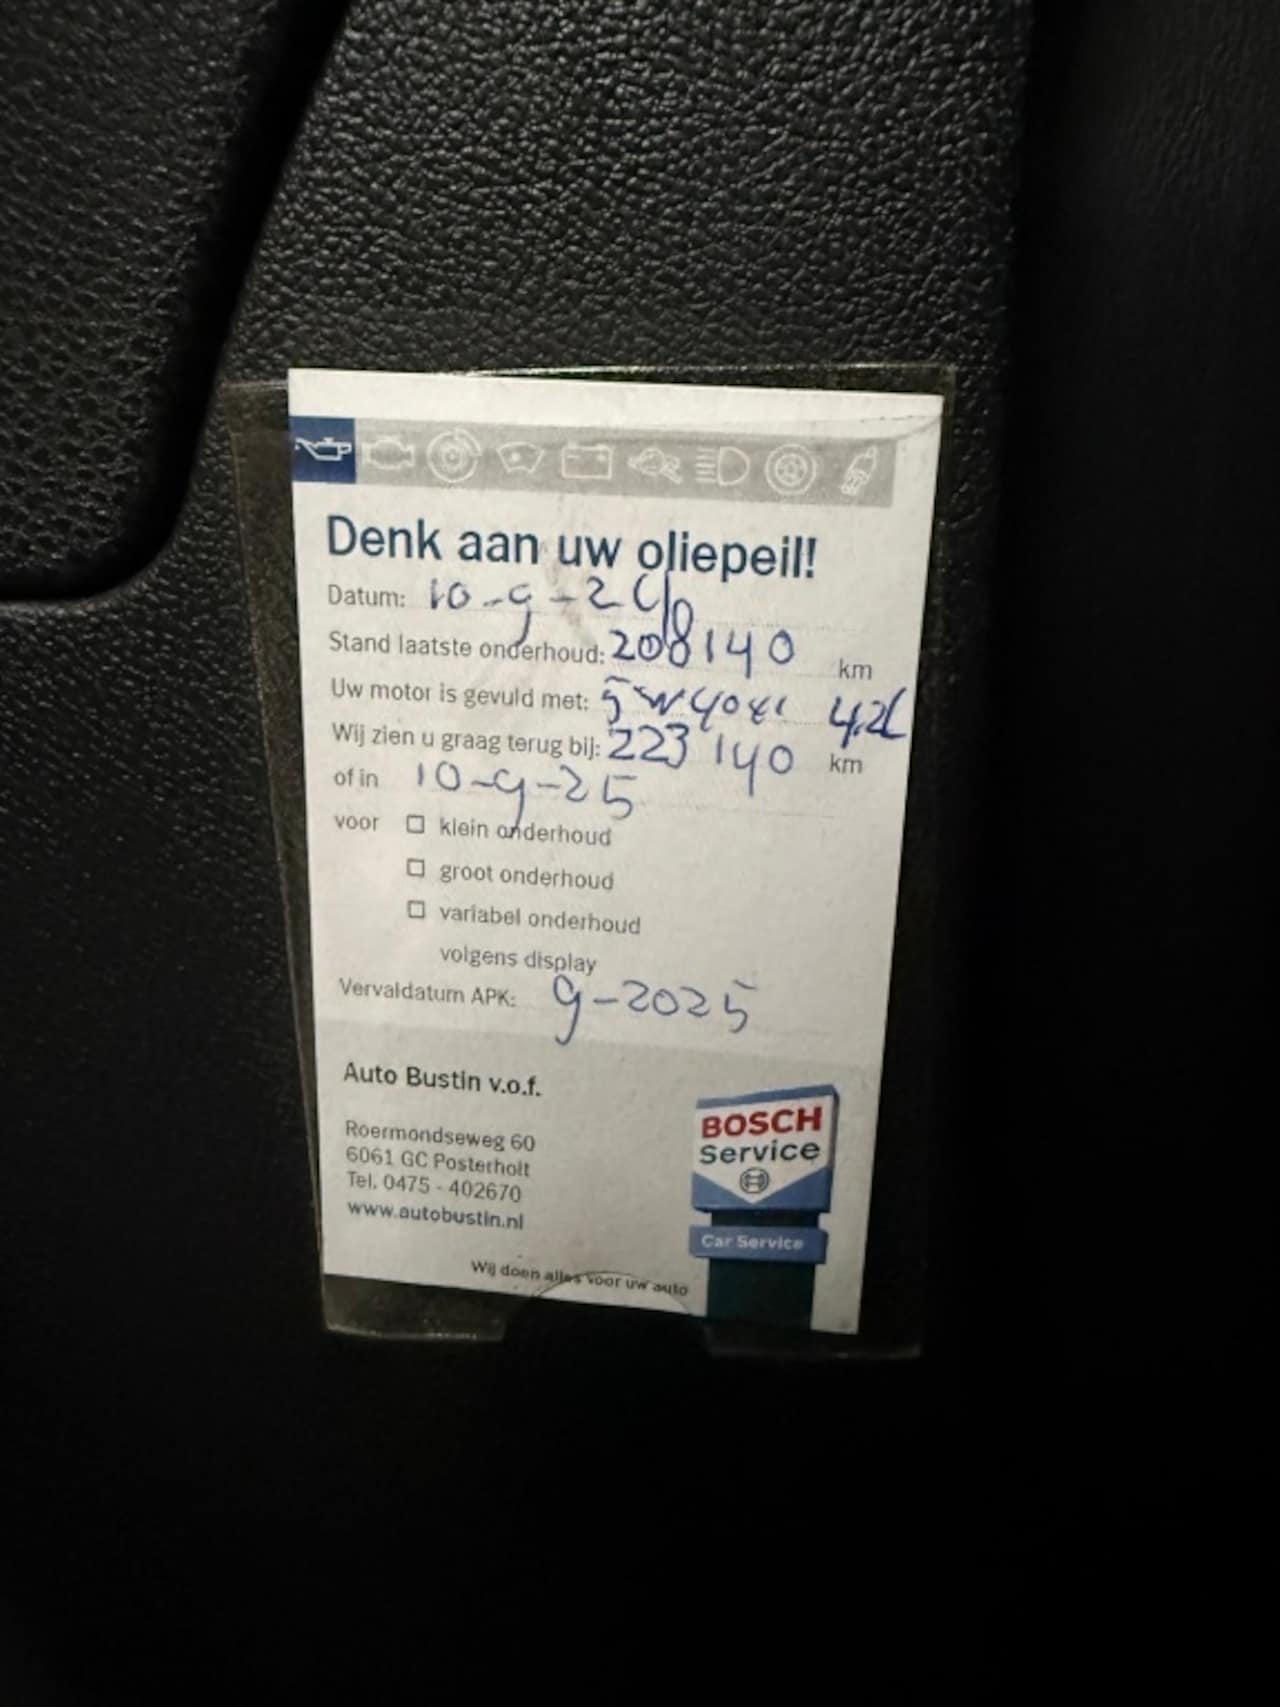 Denk aan uw oliepeil!
Datum: 10-9-24
Stand laatste onderhoud: 208140 km
Uw motor is gevuld met: 5W40 4,2L
Wij zien u graag terug bij: 223140 km
of in 10-9-25
voor □ klein onderhoud
□ groot onderhoud
□ variabel onderhoud
volgens display
Vervaldatum APK: 9-2025
Auto Bustin v.o.f.
Roermondseweg 60
6061 GC Posterholt
Tel. 0475 - 402670
www.autobustin.nl
Wij doen alles voor uw auto
BOSCH
Service
Car Service